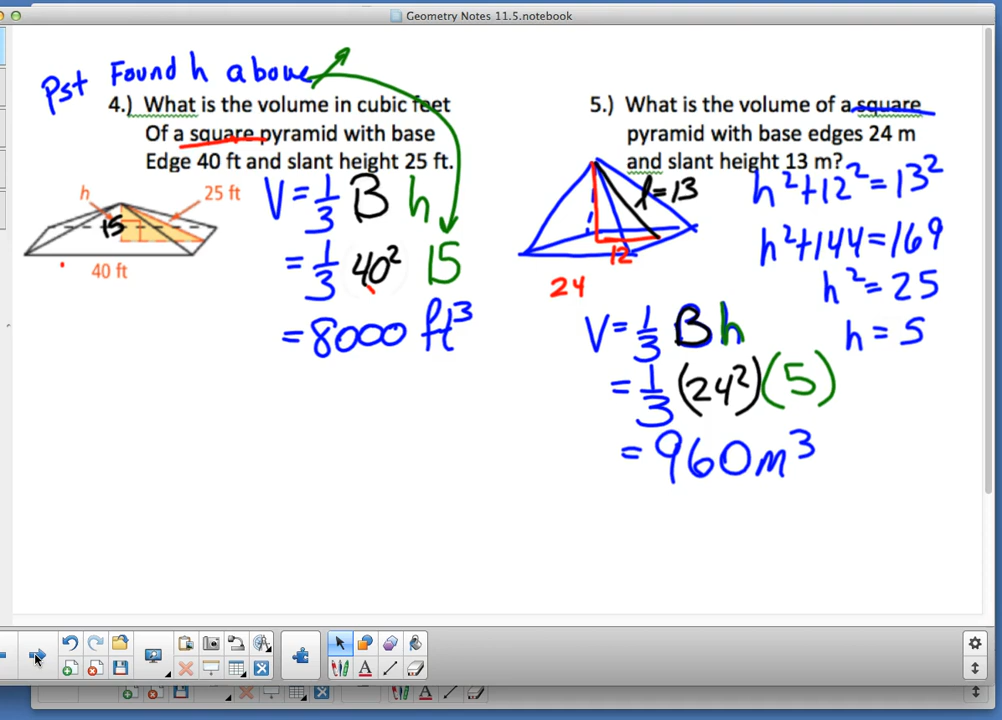 Geometry Notes 11.5.notebook
Pst Found h above
4.) What is the volume in cubic feet
Of a square pyramid with base
Edge 40 ft and slant height 25 ft.
h
25 ft
15
40 ft
V = 1/3 B h
= 1/3 40² 15
= 8000 ft³
5.) What is the volume of a square
pyramid with base edges 24 m
and slant height 13 m?
l = 13
12
24
h² + 12² = 13²
h² + 144 = 169
h² = 25
h = 5
V = 1/3 B h
= 1/3 (24²)(5)
= 960 m³